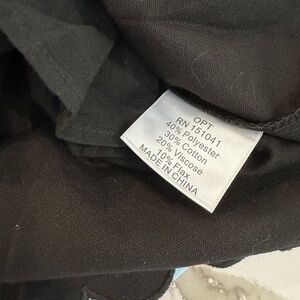 OPT
RN 151041
40% Polyester
30% Cotton
20% Viscose
10% Flax
MADE IN CHINA